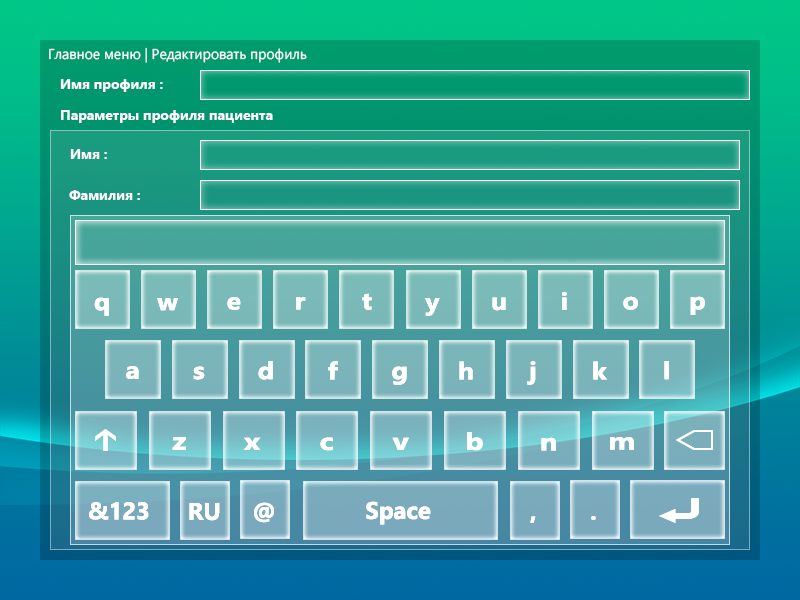 Главное меню | Редактировать профиль
Имя профиля :
Параметры профиля пациента
Имя :
Фамилия :
q w e r t y u i o p
a s d f g h j k l
z x c v b n m
&123 RU @ Space , .